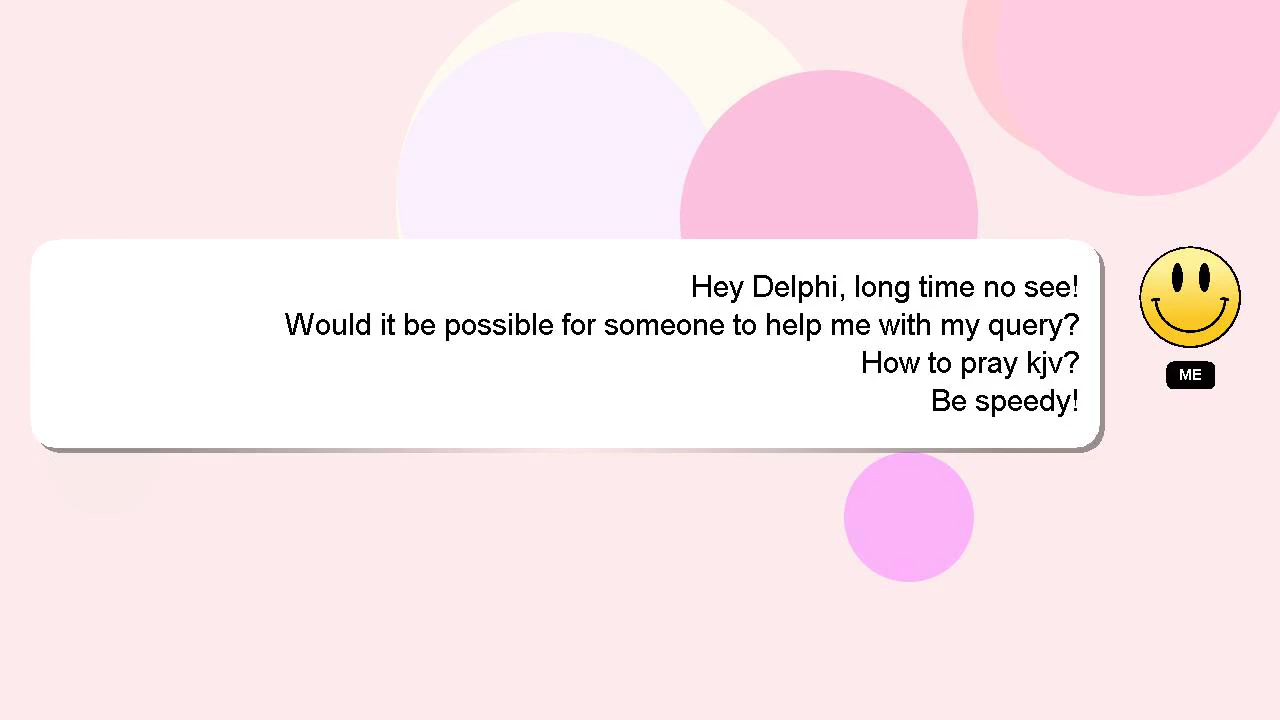 Hey Delphi, long time no see!
Would it be possible for someone to help me with my query?
How to pray kjv?
Be speedy!
ME